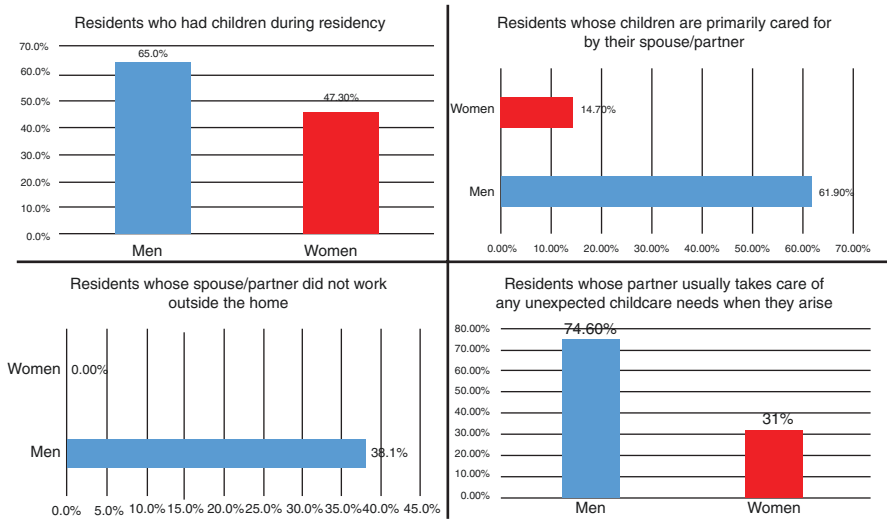 Residents who had children during residency
70.0%
65.0%
60.0%
50.0%
47.30%
40.0%
30.0%
20.0%
10.0%
0.0%
Men
Women
Residents whose children are primarily cared for
by their spouse/partner
Women
14.70%
Men
61.90%
0.00% 10.00% 20.00% 30.00% 40.00% 50.00% 60.00% 70.00%
Residents whose spouse/partner did not work
outside the home
Women
0.00%
Men
38.1%
0.0% 5.0% 10.0% 15.0% 20.0% 25.0% 30.0% 35.0% 40.0% 45.0%
Residents whose partner usually takes care of
any unexpected childcare needs when they arise
80.00%
74.60%
70.00%
60.00%
50.00%
40.00%
31%
30.00%
20.00%
10.00%
0.00%
Men
Women